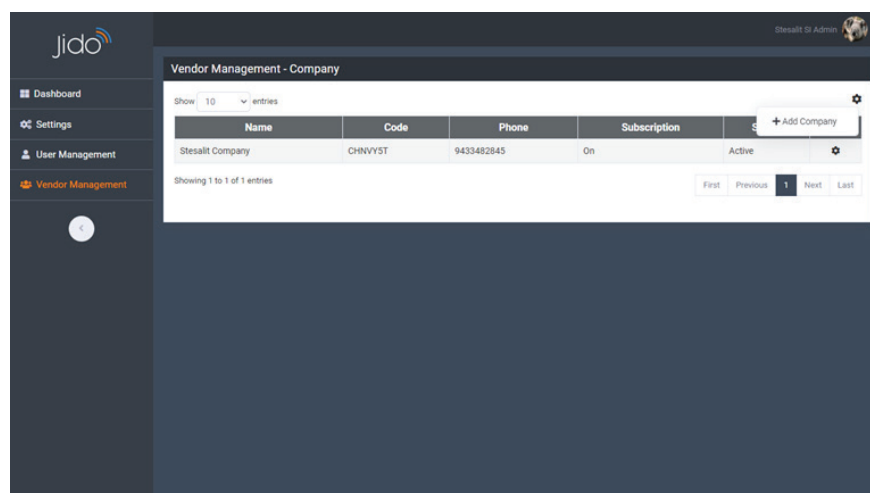 Jido
Stesalit SI Admin
Vendor Management - Company
Dashboard
Settings
User Management
Vendor Management
Show 10 entries
+ Add Company
Name Code Phone Subscription S
Stesalit Company CHNVY5T 9433482845 On Active
Showing 1 to 1 of 1 entries
First Previous 1 Next Last